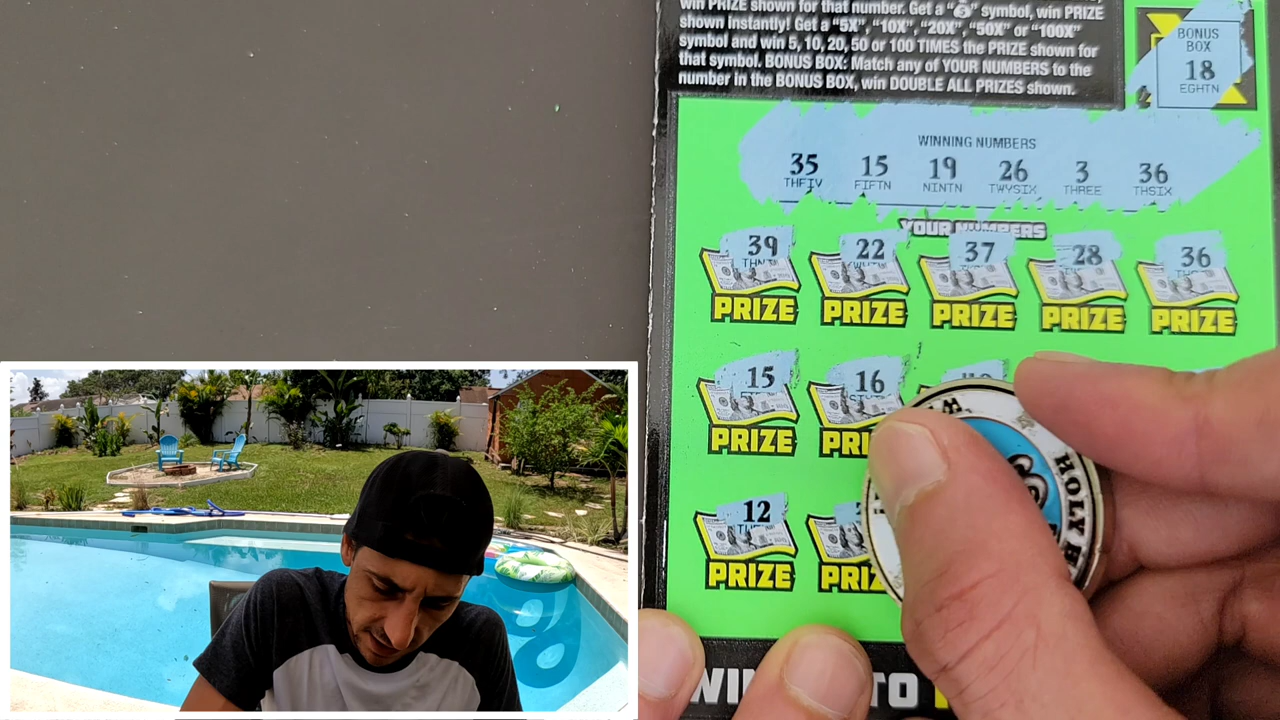 win PRIZE shown for that number. Get a " " symbol, win PRIZE
shown instantly! Get a "5X", "10X", "20X", "50X" or "100X"
symbol and win 5, 10, 20, 50 or 100 TIMES the PRIZE shown for
that symbol. BONUS BOX: Match any of YOUR NUMBERS to the
number in the BONUS BOX, win DOUBLE ALL PRIZES shown.
BONUS
BOX
18
EGHTN
WINNING NUMBERS
35 15 19 26 3 36
THFIV FIFTN NINTN TWYSIX THREE THSIX
YOUR NUMBERS
39 22 37 28 36
PRIZE PRIZE PRIZE PRIZE PRIZE
15 16
PRIZE
12
PRIZE
HOLY
TO